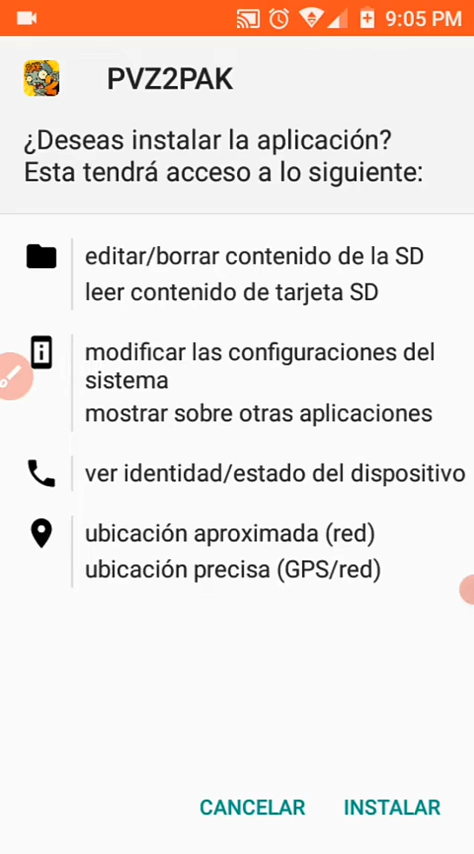 9:05 PM
PVZ2PAK
¿Deseas instalar la aplicación?
Esta tendrá acceso a lo siguiente:
editar/borrar contenido de la SD
leer contenido de tarjeta SD
modificar las configuraciones del
sistema
mostrar sobre otras aplicaciones
ver identidad/estado del dispositivo
ubicación aproximada (red)
ubicación precisa (GPS/red)
CANCELAR INSTALAR